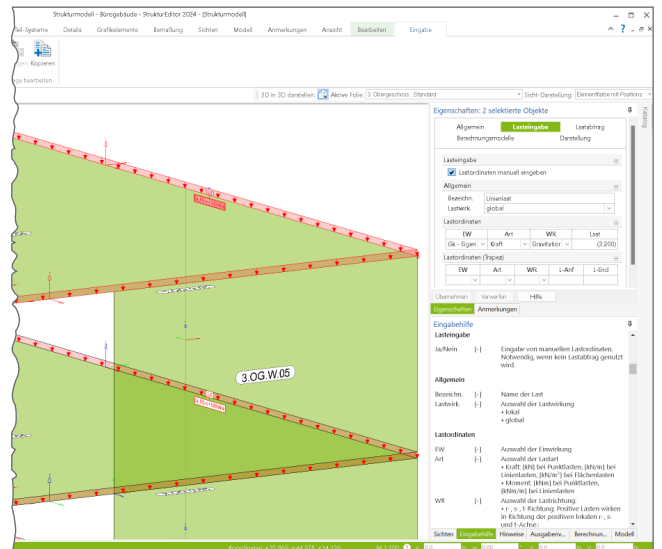 Strukturmodell - Bürogebäude - StrukturEditor 2024 - [Strukturmodell]
Details Grafikelemente Bemaßung Sichten Modell Anmerkungen Ansicht Bearbeiten Eingabe
Kopieren
bearbeiten
2D in 3D darstellen: Aktive Folie: 3. Obergeschoss: Standard Sicht-Darstellung: Elementfarbe mit Positions
Eigenschaften: 2 selektierte Objekte
Katalog
Allgemein Lasteingabe Lastabtrag
Berechnungsmodelle Darstellung
Lasteingabe
Lastordinaten manuell eingeben
Allgemein
Bezeichn. Linienlast
Lastwirk. global
Lastordinaten
EW Art WR Last
Gk - Eigen Kraft Gravitation (3.200)
Lastordinaten (Trapez)
EW Art WR L-Anf L-End
Übernehmen Verwerfen Hilfe
Eigenschaften Anmerkungen
Eingabehilfe
Lasteingabe
Ja/Nein [-] Eingabe von manuellen Lastordinaten.
Notwendig, wenn kein Lastabtrag genutzt
wird.
Allgemein
Bezeichn. [-] Name der Last
Lastwirk. [-] Auswahl der Lastwirkung
• lokal
• global
Lastordinaten
EW [-] Auswahl der Einwirkung
Art [-] Auswahl der Lastart
• Kraft: [kN] bei Punktlasten, [kN/m] bei
Linienlasten, [kN/m²] bei Flächenlasten
• Moment: [kNm] bei Punktlasten,
[kNm/m] bei Linienlasten
WR [-] Auswahl der Lastrichtung:
• r-, s-, t-Richtung: Positive Lasten wirken
in Richtung der positiven lokalen r-, s-
und t-Achse:
3.OG.W.05
Sichten Eingabehilfe Hinweise Ausgabenv... Berechnun... Modell